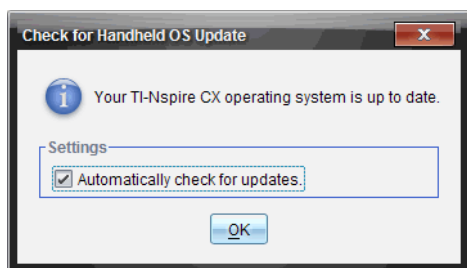 Check for Handheld OS Update
Your TI-Nspire CX operating system is up to date.
Settings
Automatically check for updates.
OK